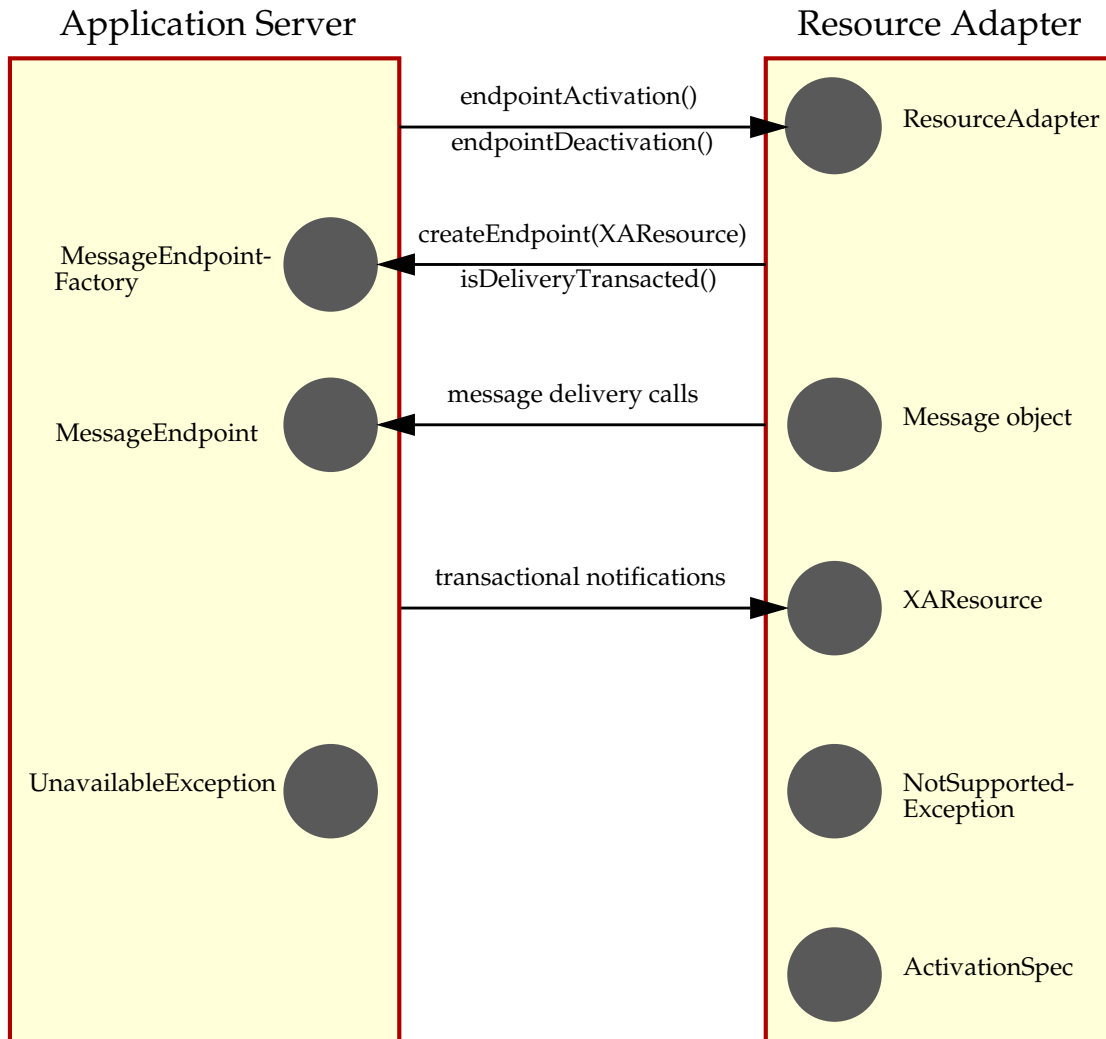 Application Server
Resource Adapter
endpointActivation()
endpointDeactivation()
ResourceAdapter
MessageEndpoint-
Factory
createEndpoint(XAResource)
isDeliveryTransacted()
MessageEndpoint
message delivery calls
Message object
transactional notifications
XAResource
UnavailableException
NotSupported-
Exception
ActivationSpec